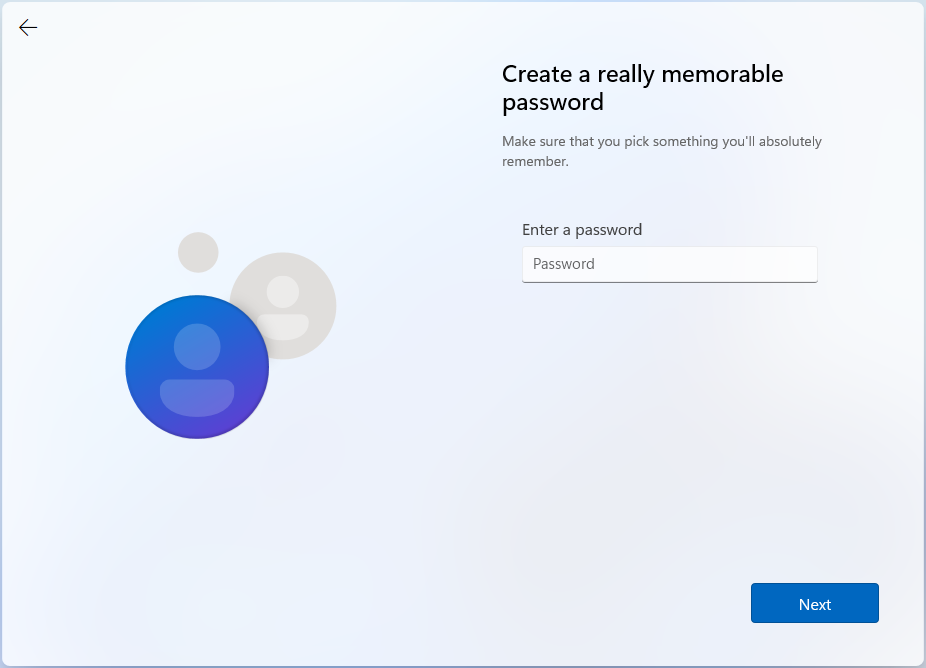 Create a really memorable
password
Make sure that you pick something you'll absolutely
remember.
Enter a password
Password
Next